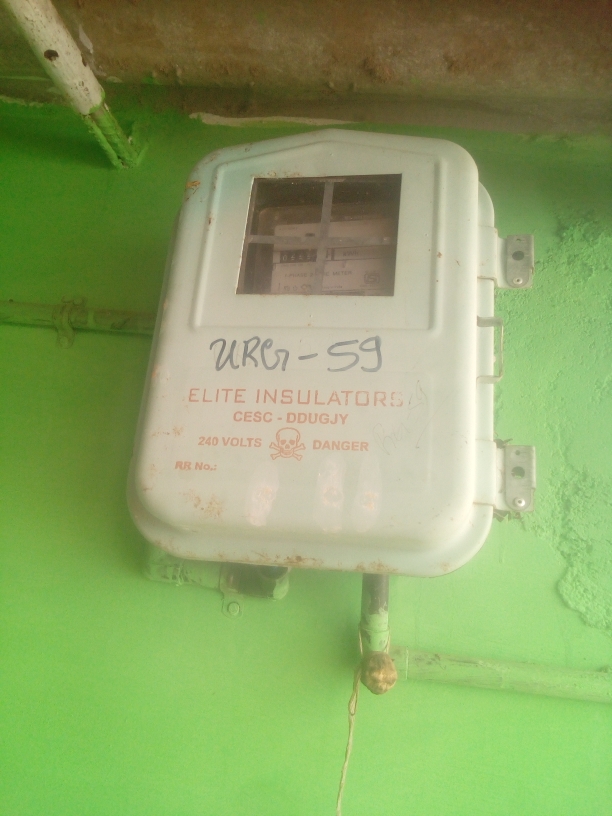 URG-59
ELITE INSULATORS
CESC - DDUGJY
240 VOLTS DANGER
RR No.: